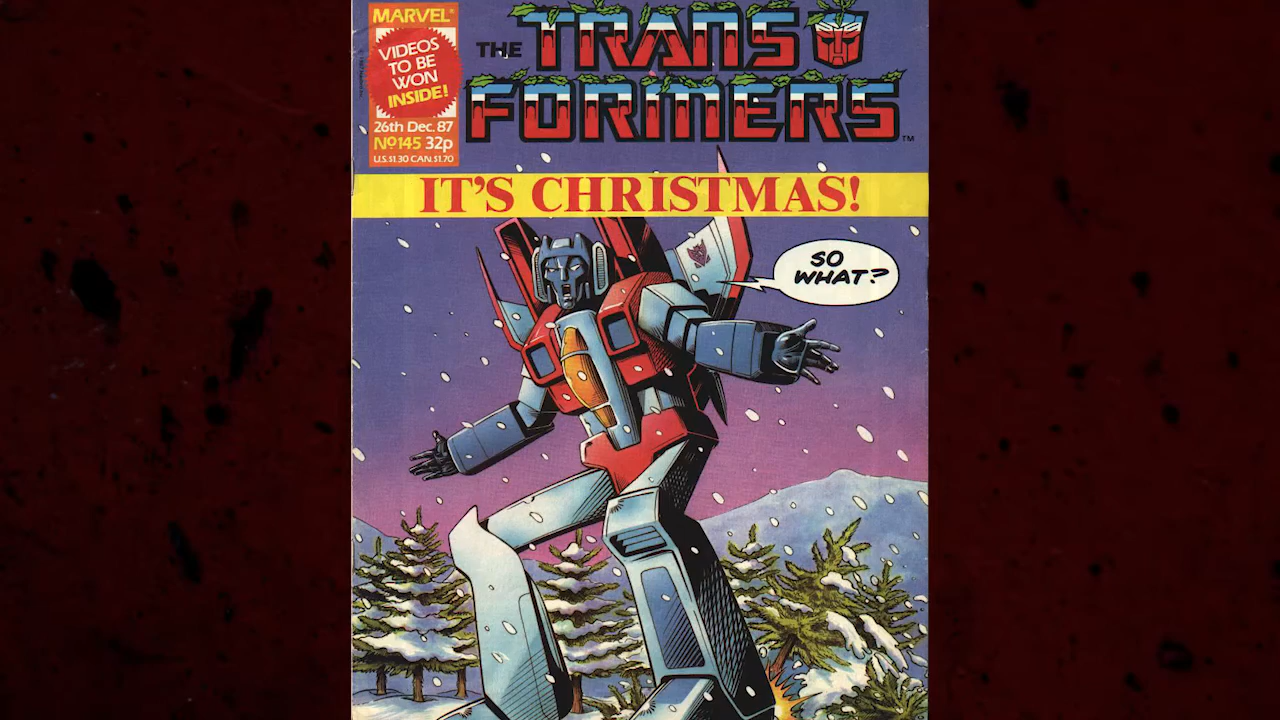 MARVEL
VIDEOS
TO BE
WON
INSIDE!
26th Dec. 87
Nº145 32p
U.S. $1.30 CAN. $1.70
THE TRANS
FORMERS™
IT'S CHRISTMAS!
SO
WHAT?